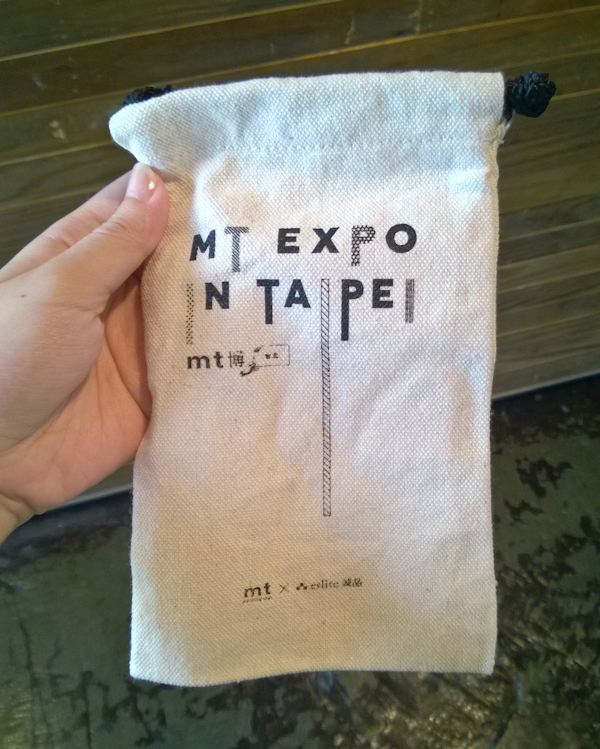 MT EXPO
IN TAIPEI
mt博
mt × eslite 誠品